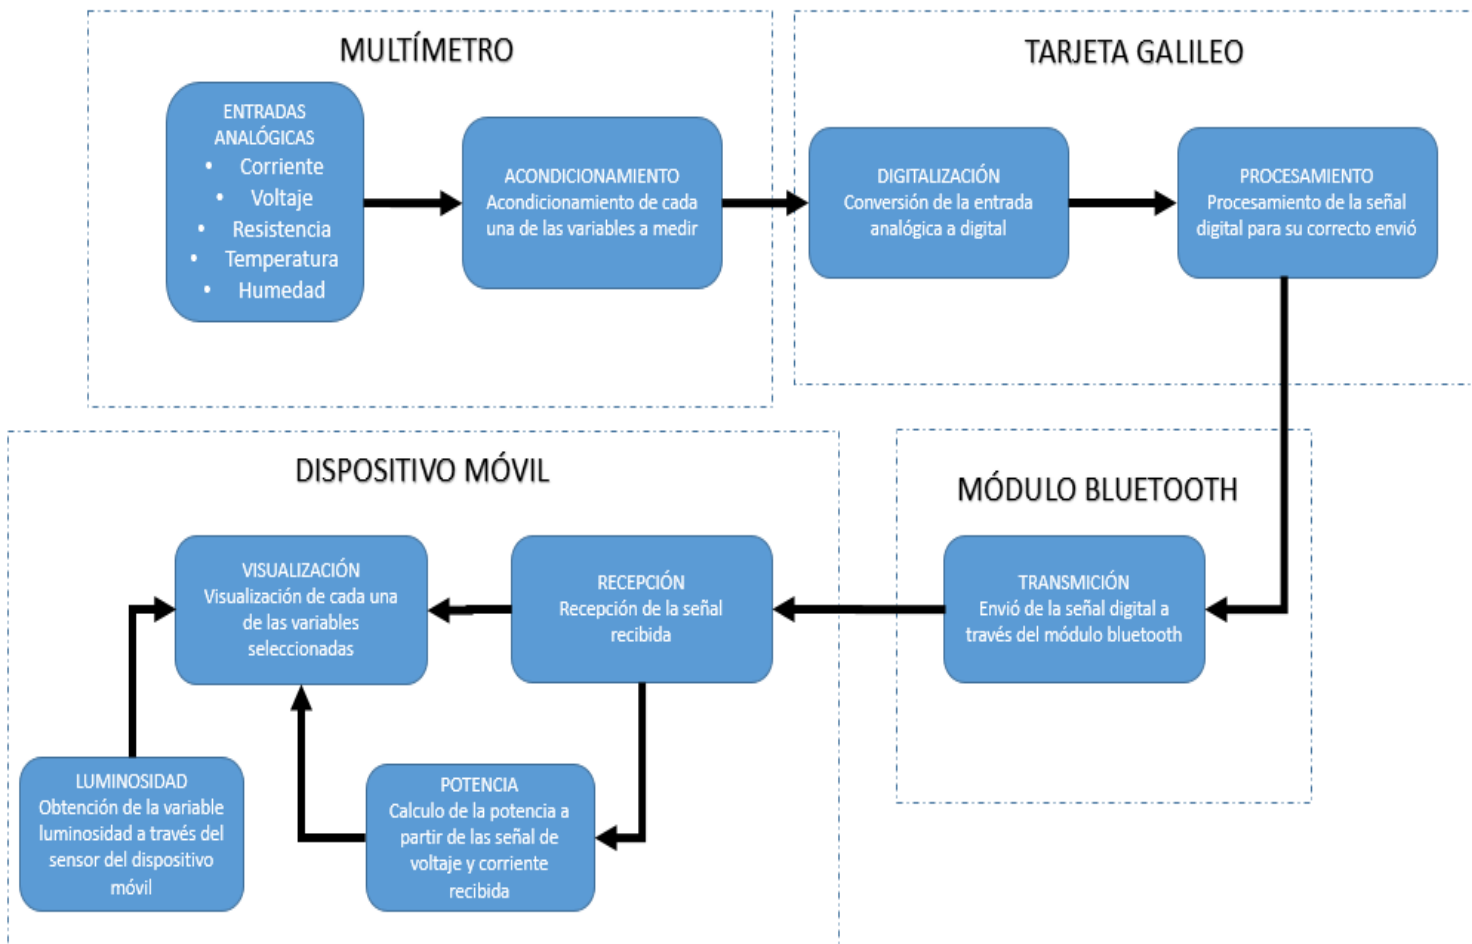 MULTÍMETRO
ENTRADAS
ANALÓGICAS
• Corriente
• Voltaje
• Resistencia
• Temperatura
• Humedad
ACONDICIONAMIENTO
Acondicionamiento de cada
una de las variables a medir
TARJETA GALILEO
DIGITALIZACIÓN
Conversión de la entrada
analógica a digital
PROCESAMIENTO
Procesamiento de la señal
digital para su correcto envió
MÓDULO BLUETOOTH
TRANSMICIÓN
Envió de la señal digital a
través del módulo bluetooth
DISPOSITIVO MÓVIL
RECEPCIÓN
Recepción de la señal
recibida
VISUALIZACIÓN
Visualización de cada una
de las variables
seleccionadas
POTENCIA
Calculo de la potencia a
partir de las señal de
voltaje y corriente
recibida
LUMINOSIDAD
Obtención de la variable
luminosidad a través del
sensor del dispositivo
móvil